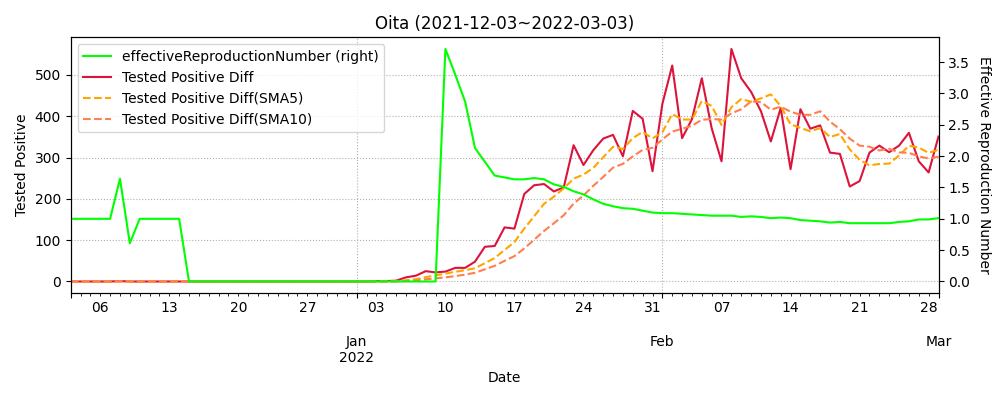 Oita (2021-12-03~2022-03-03)
effectiveReproductionNumber (right)
Tested Positive Diff
Tested Positive Diff(SMA5)
Tested Positive Diff(SMA10)
Tested Positive
500
400
300
200
100
0
Effective Reproduction Number
3.5
3.0
2.5
2.0
1.5
1.0
0.5
0.0
06 13 20 27 03 10 17 24 31 07 14 21 28
Jan Feb Mar
2022
Date